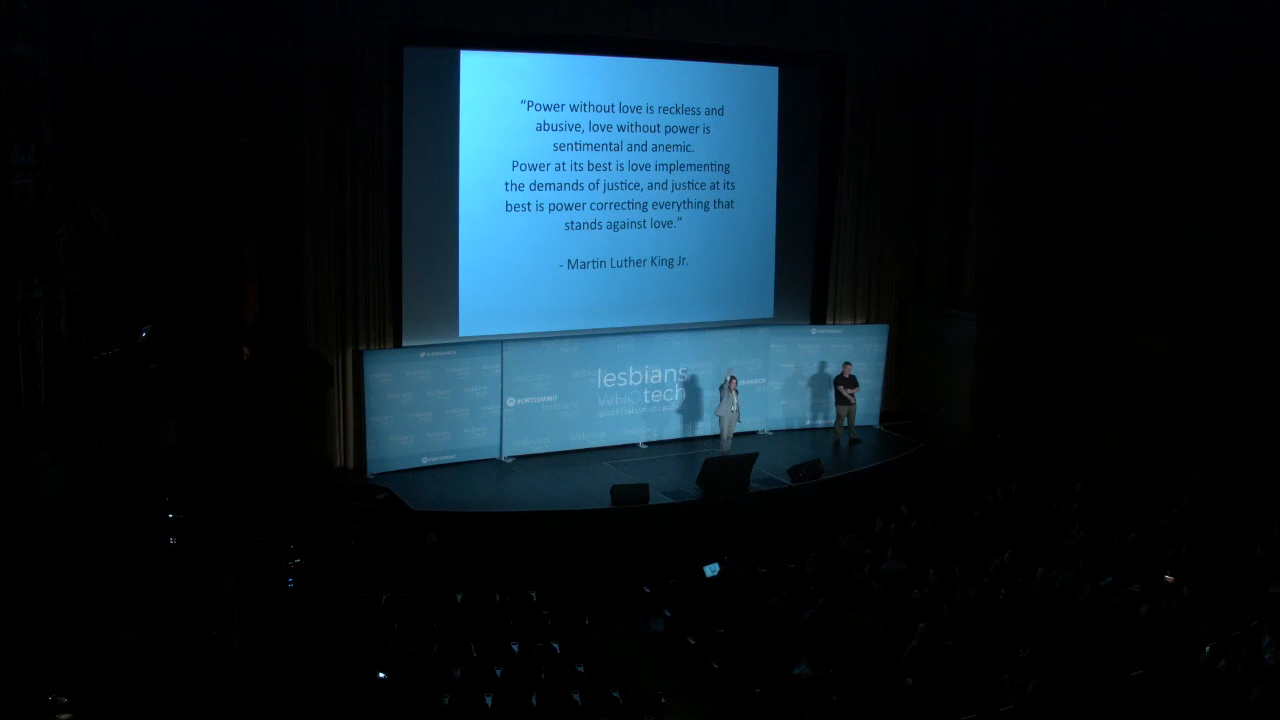 “Power without love is reckless and
abusive, love without power is
sentimental and anemic.
Power at its best is love implementing
the demands of justice, and justice at its
best is power correcting everything that
stands against love.”
- Martin Luther King Jr.
lesbians
WHO tech
#LWTSUMMIT